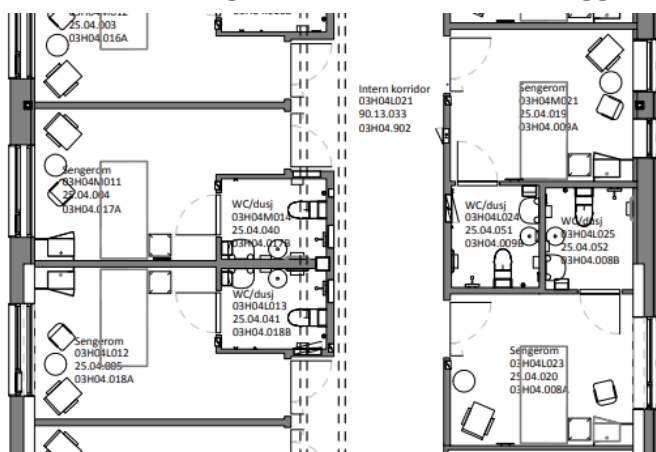 25.04.003
03H04.016A
Intern korridor
03H04L021
90.13.033
03H04.902
Sengerom
03H04M021
25.04.019
03H04.009A
Sengerom
03H04M011
25.04.004
03H04.017A
WC/dusj
03H04M014
25.04.040
03H04.017B
WC/dusj
03H04L024
25.04.051
03H04.009B
WC/dusj
03H04L025
25.04.052
03H04.008B
WC/dusj
03H04L013
25.04.041
03H04.018B
Sengerom
03H04L012
25.04.005
03H04.018A
Sengerom
03H04L023
25.04.020
03H04.008A